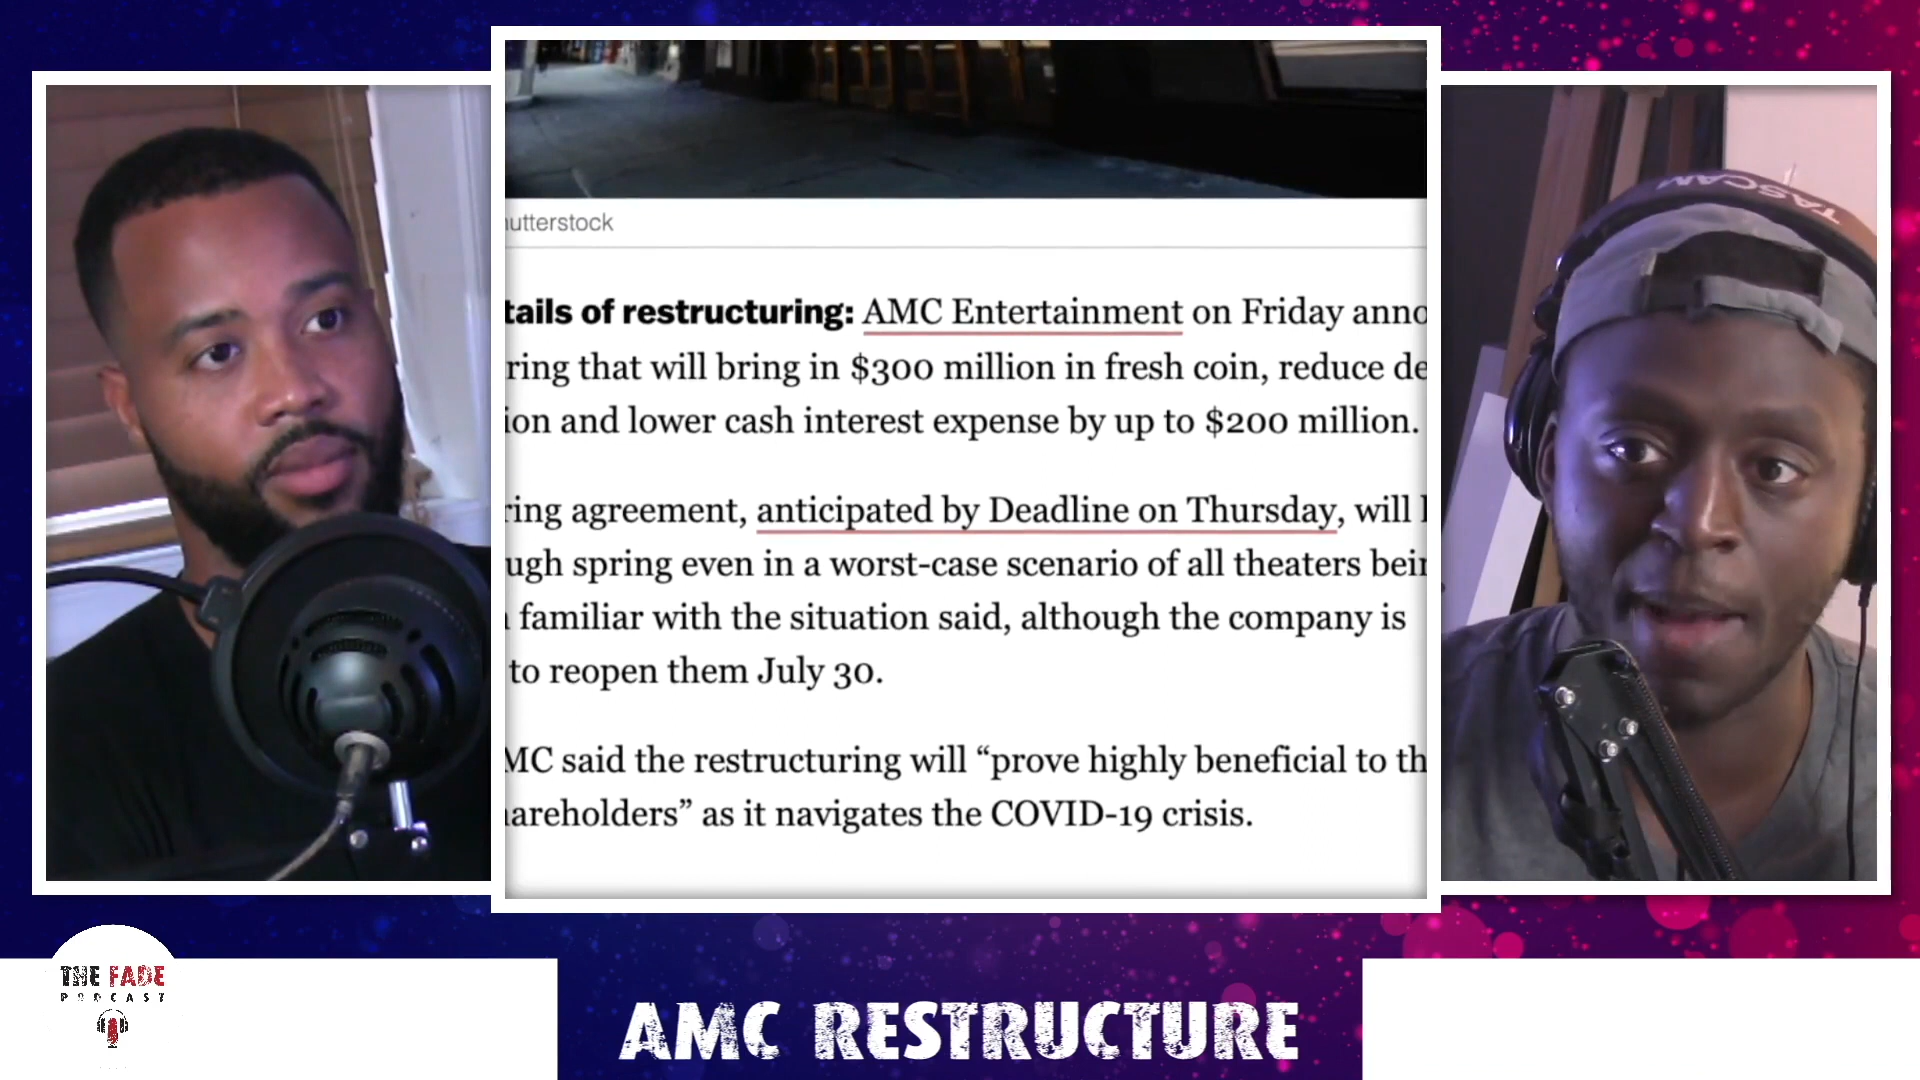 TASCAM
utterstock
tails of restructuring: AMC Entertainment on Friday anno
ring that will bring in $300 million in fresh coin, reduce de
ion and lower cash interest expense by up to $200 million.
ring agreement, anticipated by Deadline on Thursday, will
ugh spring even in a worst-case scenario of all theaters bei
familiar with the situation said, although the company is
to reopen them July 30.
MC said the restructuring will “prove highly beneficial to th
hareholders” as it navigates the COVID-19 crisis.
THE FADE
PODCAST
AMC RESTRUCTURE